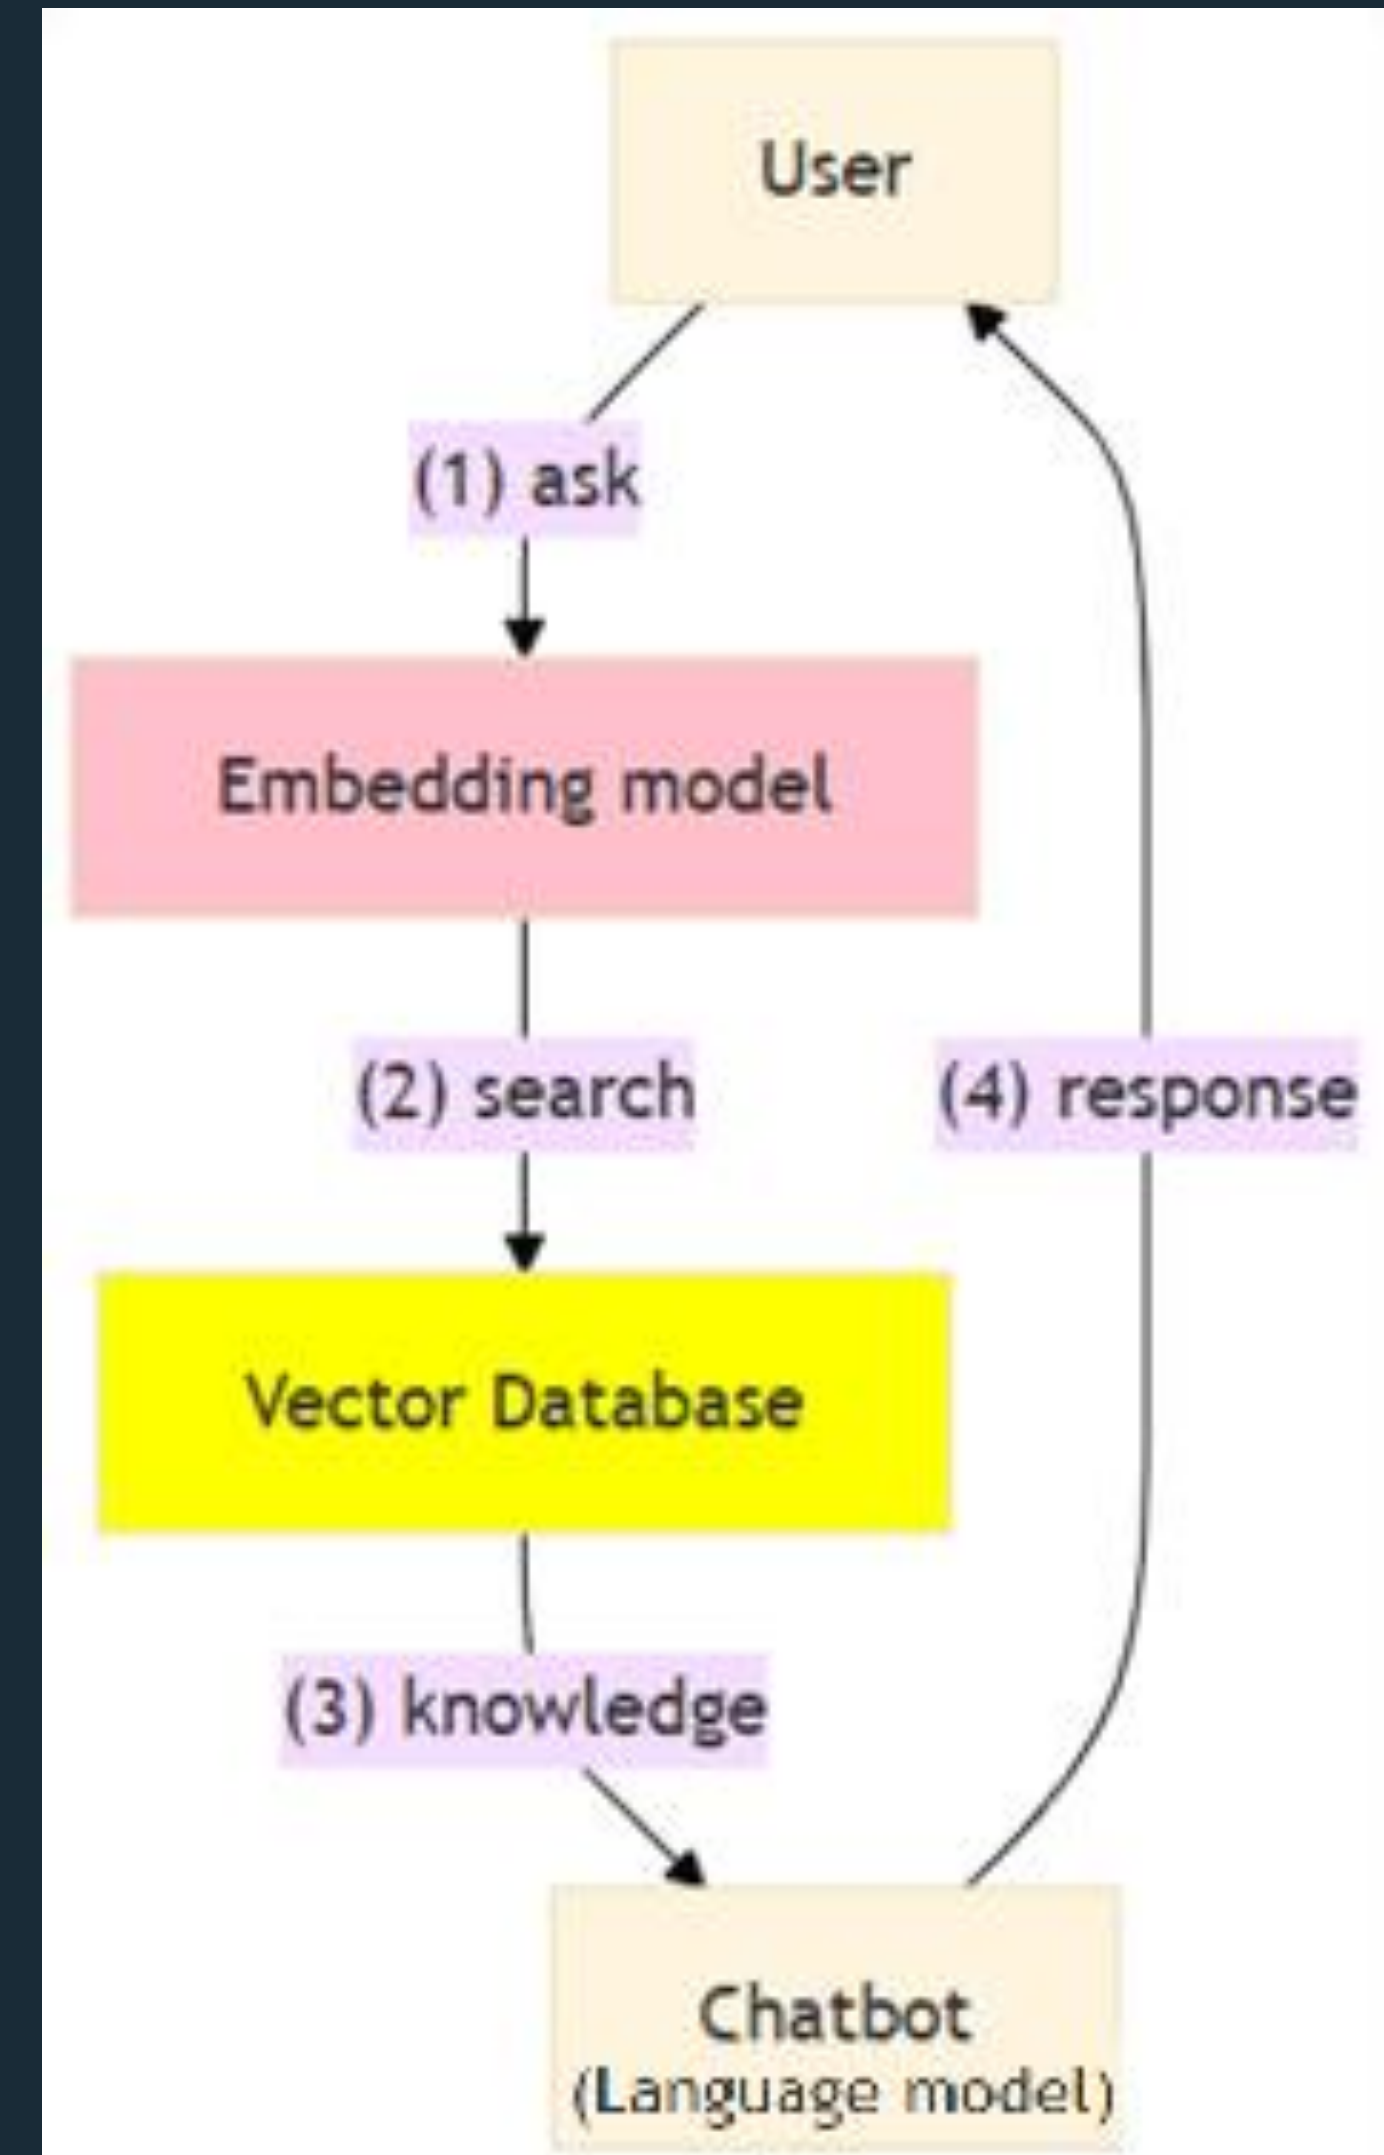 User
(1) ask
Embedding model
(2) search
(4) response
Vector Database
(3) knowledge
Chatbot
(Language model)